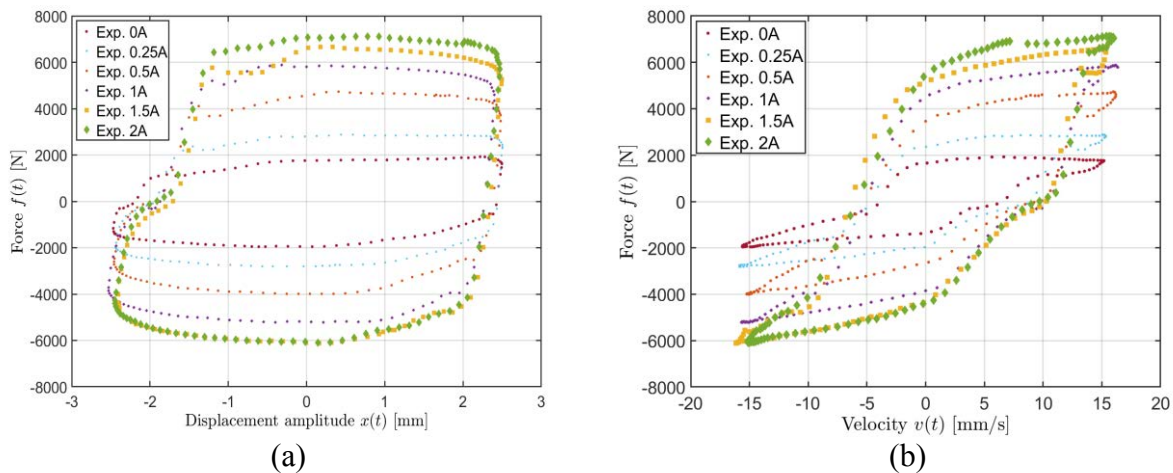 8000
6000
4000
2000
0
-2000
-4000
-6000
-8000
Force f(t) [N]
Exp. 0A
Exp. 0.25A
Exp. 0.5A
Exp. 1A
Exp. 1.5A
Exp. 2A
-3 -2 -1 0 1 2 3
Displacement amplitude x(t) [mm]
(a)
8000
6000
4000
2000
0
-2000
-4000
-6000
-8000
Force f(t) [N]
Exp. 0A
Exp. 0.25A
Exp. 0.5A
Exp. 1A
Exp. 1.5A
Exp. 2A
-20 -15 -10 -5 0 5 10 15 20
Velocity v(t) [mm/s]
(b)